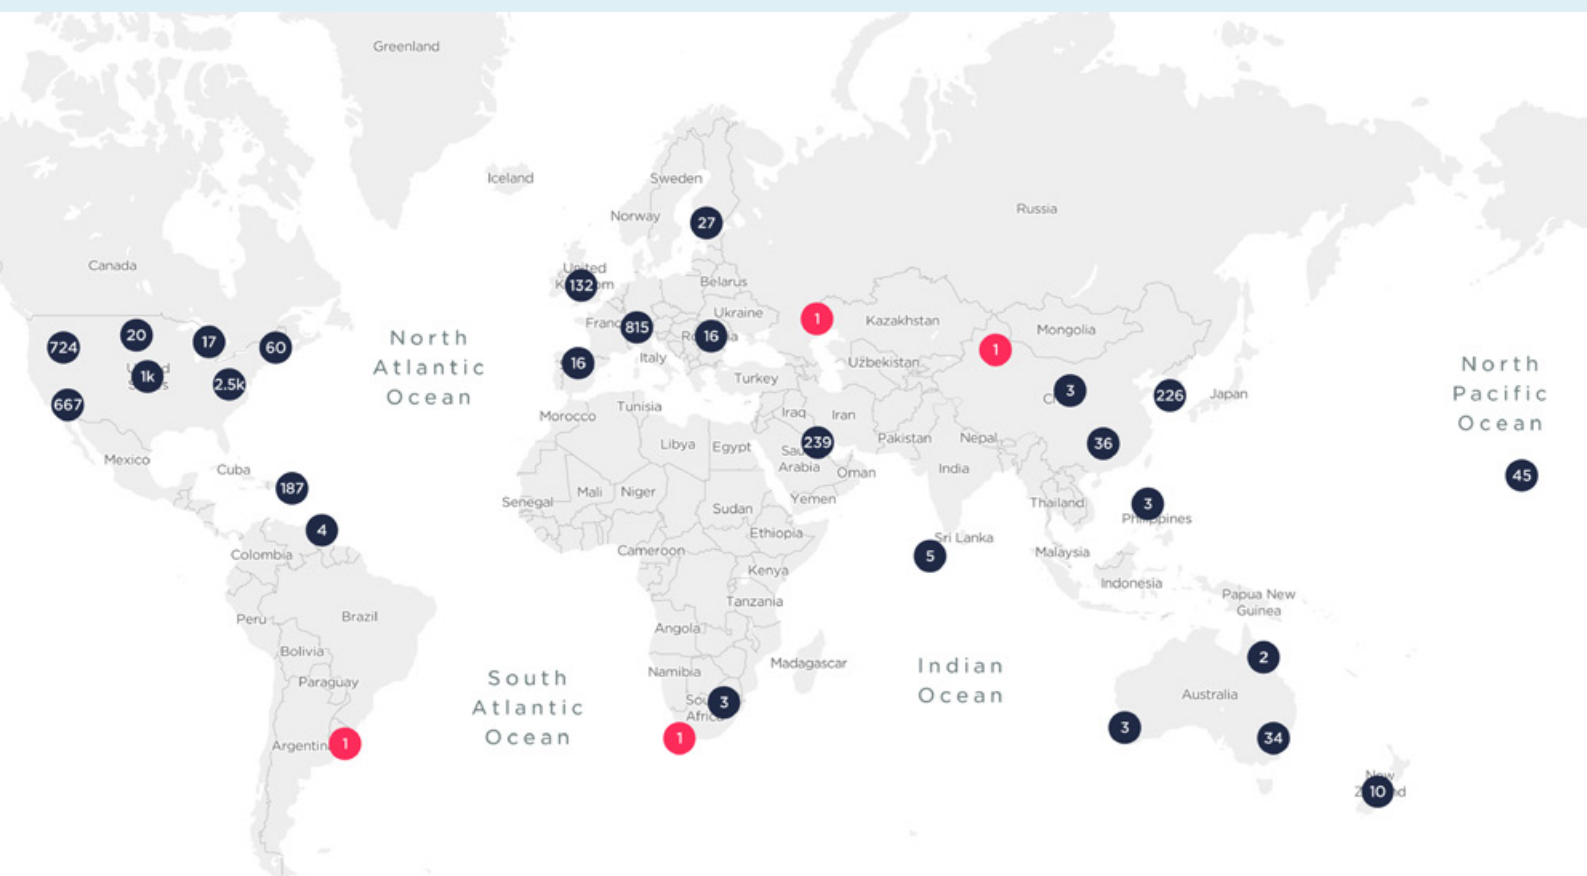 Greenland
Iceland
Sweden
Norway
Russia
27
Canada
United
132
Belarus
Ukraine
Kazakhstan
1
815
Mongolia
724
20
17
60
North
Atlantic
Ocean
16
1
Italy
16
Uzbekistan
North
Pacific
Ocean
1k
2.5k
Turkey
3
226
Japan
667
Morocco
Tunisia
Iraq
Iran
Mexico
Cuba
Libya
Egypt
239
Pakistan
Nepal
36
Arabia
Oman
India
45
187
Senegal
Mali
Niger
Sudan
Yemen
Thailand
3
4
Ethiopia
Colombia
Cameroon
Sri Lanka
5
Malaysia
Kenya
Indonesia
Tanzania
Papua New
Guinea
Peru
Brazil
Angola
Bolivia
Namibia
Madagascar
Indian
Ocean
2
Paraguay
South
Atlantic
Ocean
3
Australia
1
1
3
34
10